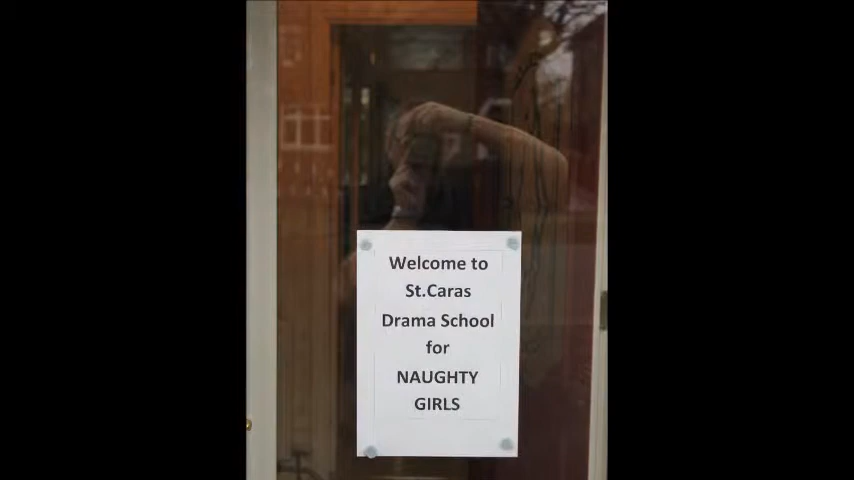 Welcome to
St.Caras
Drama School
for
NAUGHTY
GIRLS